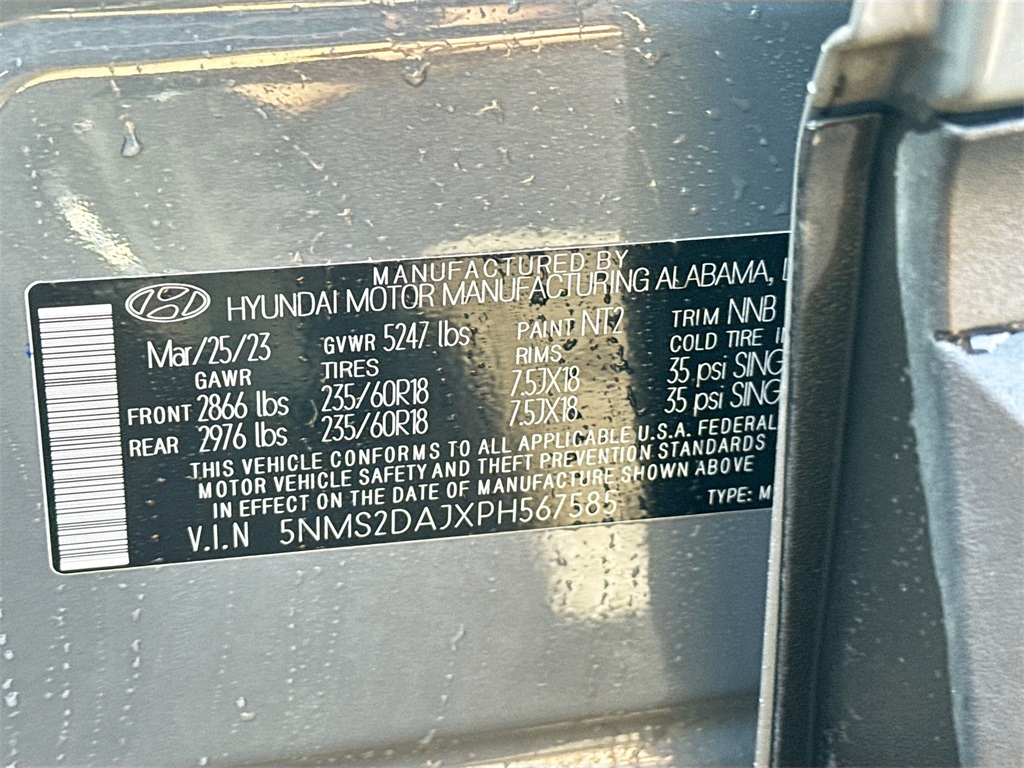 MANUFACTURED BY
HYUNDAI MOTOR MANUFACTURING ALABAMA,
Mar/25/23 GVWR 5247 lbs PAINT NT2 TRIM NNB
GAWR TIRES RIMS COLD TIRE
FRONT 2866 lbs 235/60R18 7.5JX18 35 psi SING
REAR 2976 lbs 235/60R18 7.5JX18 35 psi SING
THIS VEHICLE CONFORMS TO ALL APPLICABLE U.S.A. FEDERAL
MOTOR VEHICLE SAFETY AND THEFT PREVENTION STANDARDS
IN EFFECT ON THE DATE OF MANUFACTURE SHOWN ABOVE
V.I.N 5NMS2DAJXPH567585 TYPE: M